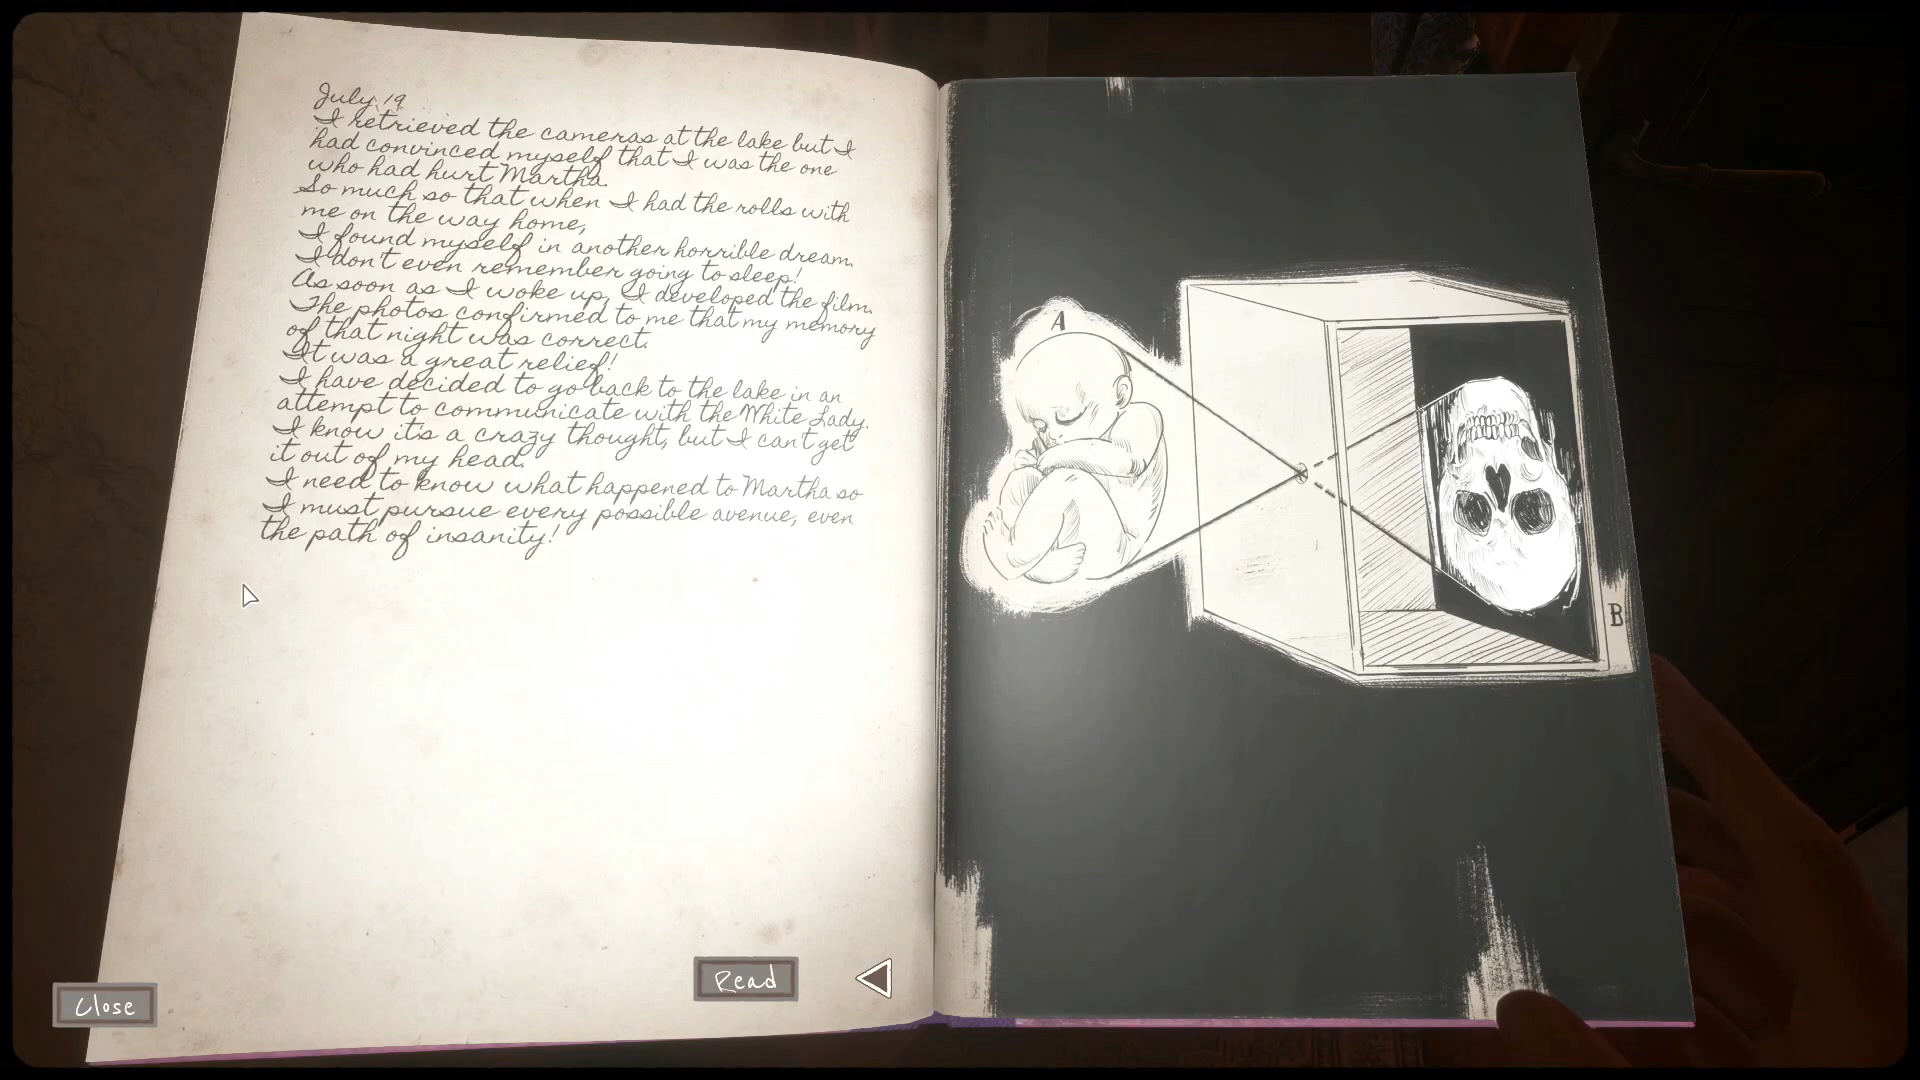 July 19
I retrieved the cameras at the lake but I
had convinced myself that I was the one
who had hurt Martha.
So much so that when I had the rolls with
me on the way home,
I found myself in another horrible dream.
I don't even remember going to sleep!
As soon as I woke up, I developed the film.
The photos confirmed to me that my memory
of that night was correct.
It was a great relief!
I have decided to go back to the lake in an
attempt to communicate with the White Lady.
I know it's a crazy thought, but I can't get
it out of my head.
I need to know what happened to Martha so
I must pursue every possible avenue, even
the path of insanity!
Read
Close
A
B